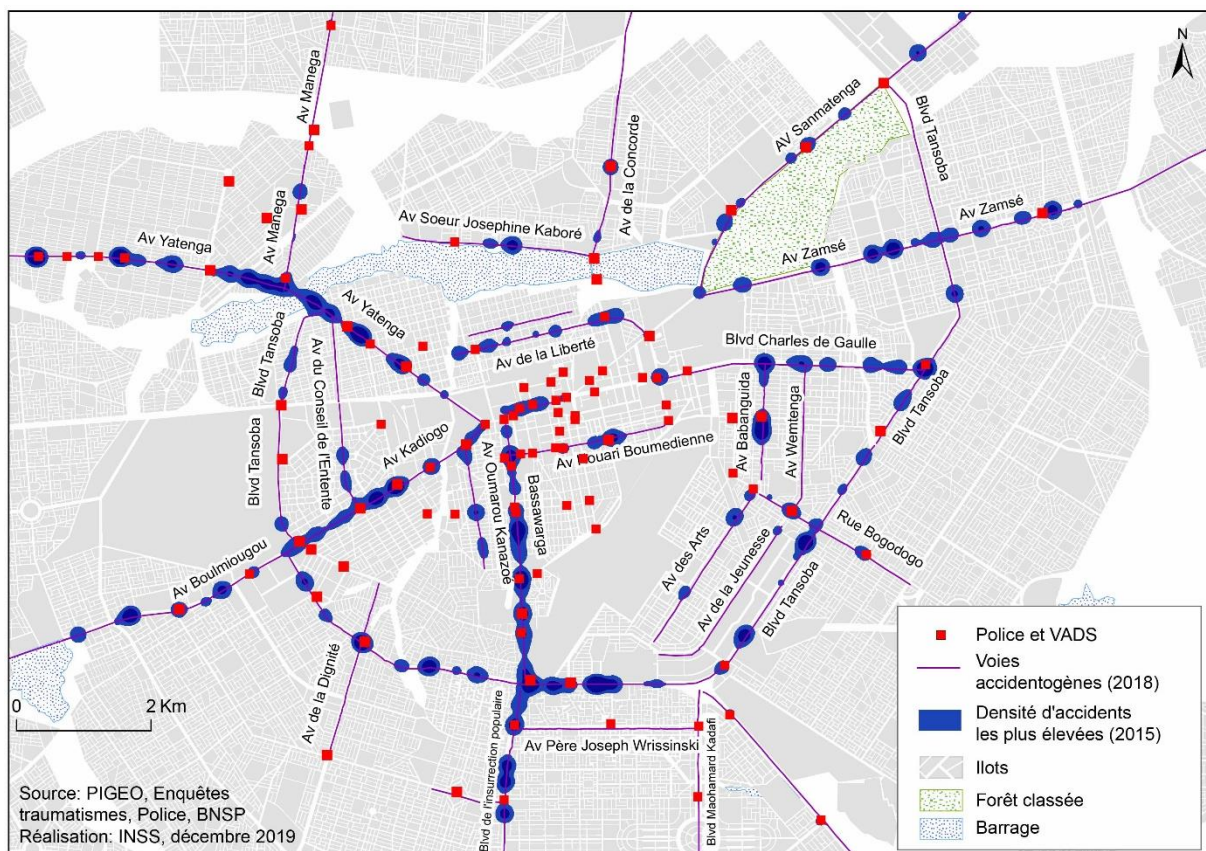 N
Av Manega
AV Sanmatenga
Blvd Tansoba
Av de la Concorde
Av Soeur Josephine Kaboré
Av Manega
Av Zamsé
Av Yatenga
Av Zamsé
Av Yatenga
Blvd Tansoba
Av du Conseil de l'Entente
Av de la Liberté
Blvd Charles de Gaulle
Blvd Tansoba
Blvd Tansoba
Av Kadiogo
Av Babanguida
Av Wemtenga
Av Houari Boumedienne
Av Oumarou Kanazoé
Bassawarga
Rue Bogodogo
Av des Arts
Av de la Jeunesse
Av Boulmiougou
Blvd Tansoba
Av de la Dignité
Blvd de l'insurrection populaire
Av Père Joseph Wrissinski
Blvd Maohamard Kadafi
0 2 Km
Source: PIGEO, Enquêtes
traumatismes, Police, BNSP
Réalisation: INSS, décembre 2019
Police et VADS
Voies
accidentogènes (2018)
Densité d'accidents
les plus élevées (2015)
Ilots
Forêt classée
Barrage